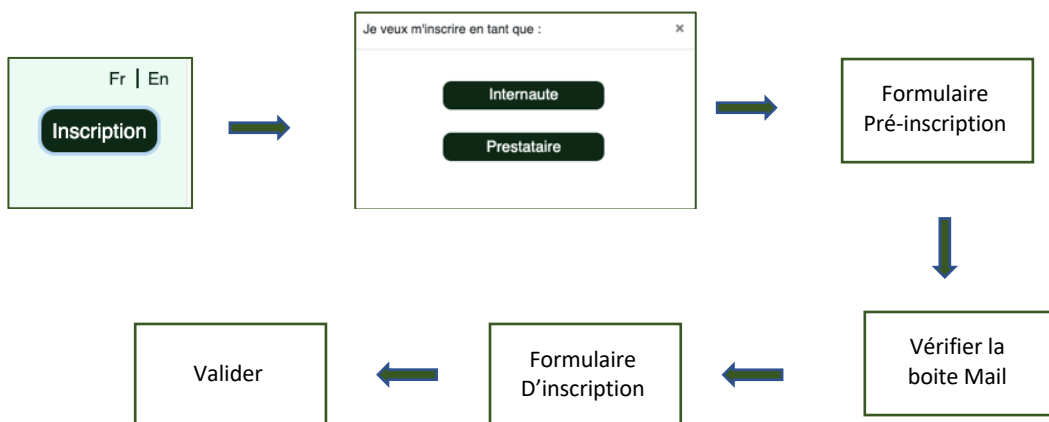 Je veux m'inscrire en tant que : ×
Fr | En
Inscription
Internaute
Prestataire
Formulaire
Pré-inscription
Vérifier la
boite Mail
Formulaire
D’inscription
Valider